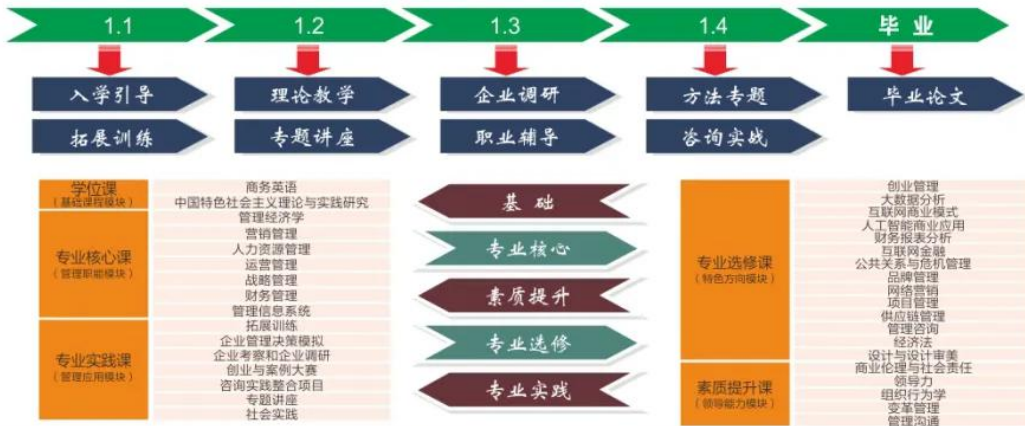 1.1
1.2
1.3
1.4
毕 业
入学引导
理论教学
企业调研
方法专题
毕业论文
拓展训练
专题讲座
职业辅导
咨询实战
学位课
(基础课程模块)
商务英语
中国特色社会主义理论与实践研究
专业核心课
(管理职能模块)
管理经济学
营销管理
人力资源管理
运营管理
战略管理
财务管理
管理信息系统
专业实践课
(管理应用模块)
拓展训练
企业管理决策模拟
企业考察和企业调研
创业与案例大赛
咨询实践整合项目
专题讲座
社会实践
基 础
专业核心
素质提升
专业选修
专业实践
专业选修课
(特色方向模块)
创业管理
大数据分析
互联网商业模式
人工智能商业应用
财务报表分析
互联网金融
公共关系与危机管理
品牌管理
网络营销
项目管理
供应链管理
管理咨询
经济法
设计与设计审美
素质提升课
(领导能力模块)
商业伦理与社会责任
领导力
组织行为学
变革管理
管理沟通